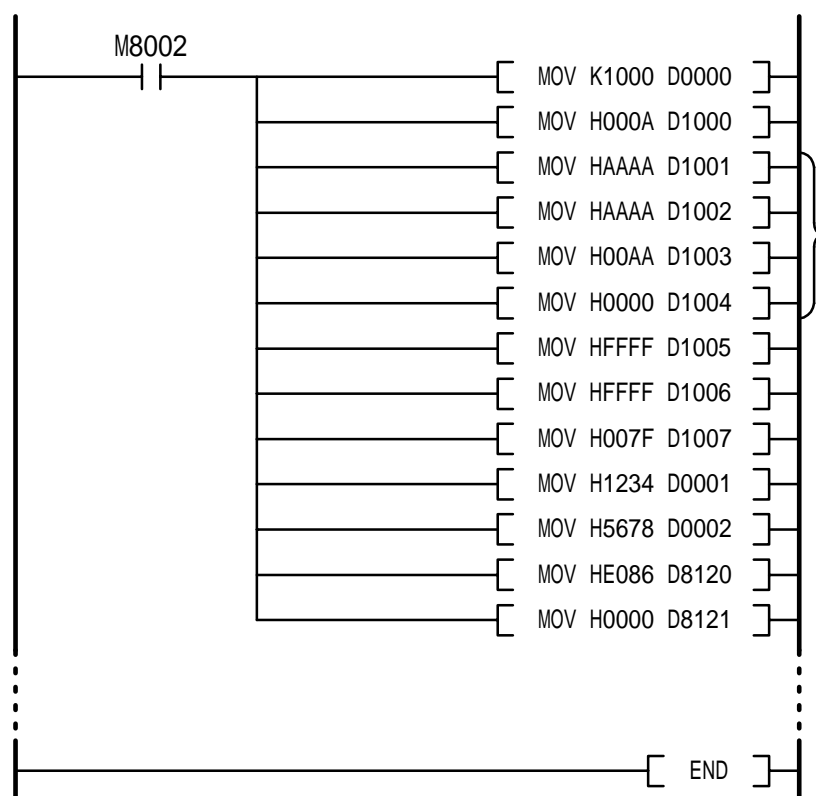 M8002
MOV K1000 D0000
MOV H000A D1000
MOV HAAAA D1001
MOV HAAAA D1002
MOV H00AA D1003
MOV H0000 D1004
MOV HFFFF D1005
MOV HFFFF D1006
MOV H007F D1007
MOV H1234 D0001
MOV H5678 D0002
MOV HE086 D8120
MOV H0000 D8121
END